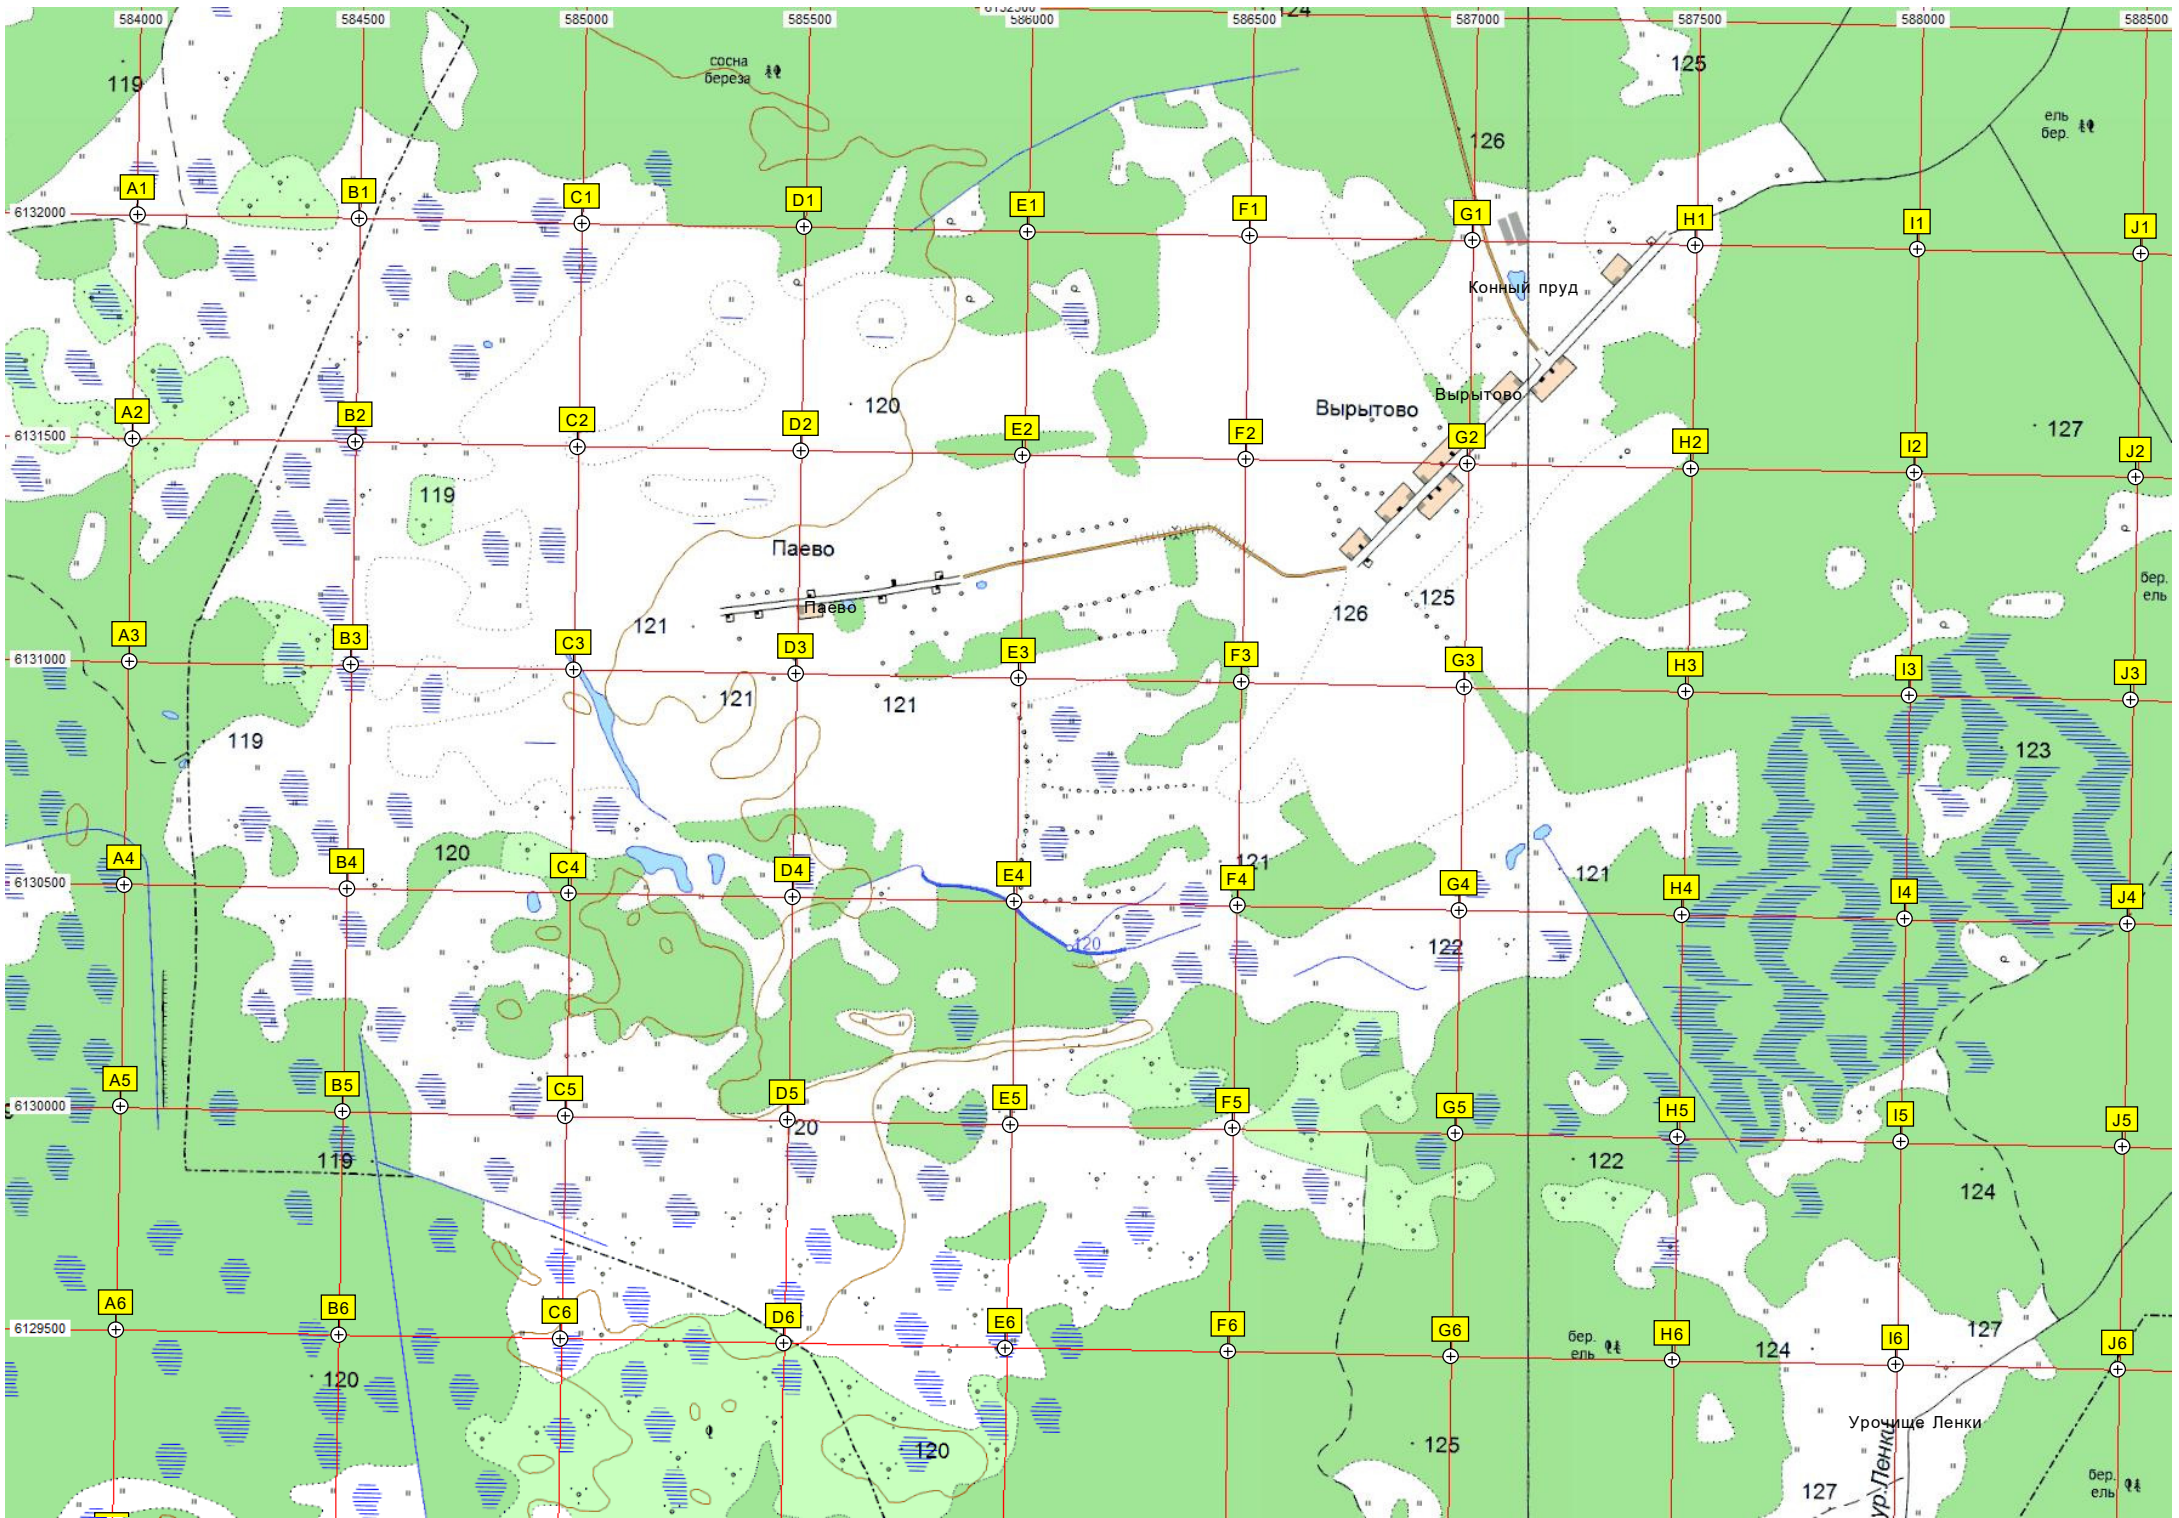 584000 584500 585000 585500 586000 586500 587000 587500 588000 588500
6132500
124
119
сосна
береза
125
126
ель
бер.
A1 B1 C1 D1 E1 F1 G1 H1 I1 J1
6132000
Конный пруд
120
Вырытово
Вырытово
127
A2 B2 C2 D2 E2 F2 G2 H2 I2 J2
6131500
119
Паево
Паево
121
126
125
бер.
ель
A3 B3 C3 D3 E3 F3 G3 H3 I3 J3
6131000
121
121
119
123
120
121
121
A4 B4 C4 D4 E4 F4 G4 H4 I4 J4
6130500
120
122
A5 B5 C5 D5 E5 F5 G5 H5 I5 J5
6130000
20
119
122
124
A6 B6 C6 D6 E6 F6 G6 H6 I6 J6
6129500
бер.
ель
124
127
120
Урочище Ленки
120
125
ур.Ленки
127
бер.
ель